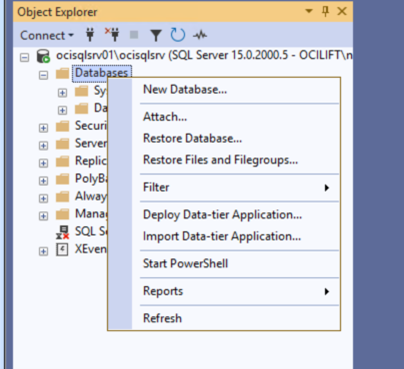 Object Explorer
Connect
ocisqlsrv01\ocisqlsrv (SQL Server 15.0.2000.5 - OCILIFT\n
Databases
Sy
New Database...
Da
Attach...
Securi
Restore Database...
Server
Replic
Restore Files and Filegroups...
PolyBa
Filter
Alway
Manag
Deploy Data-tier Application...
SQL Se
Import Data-tier Application...
XEven
Start PowerShell
Reports
Refresh